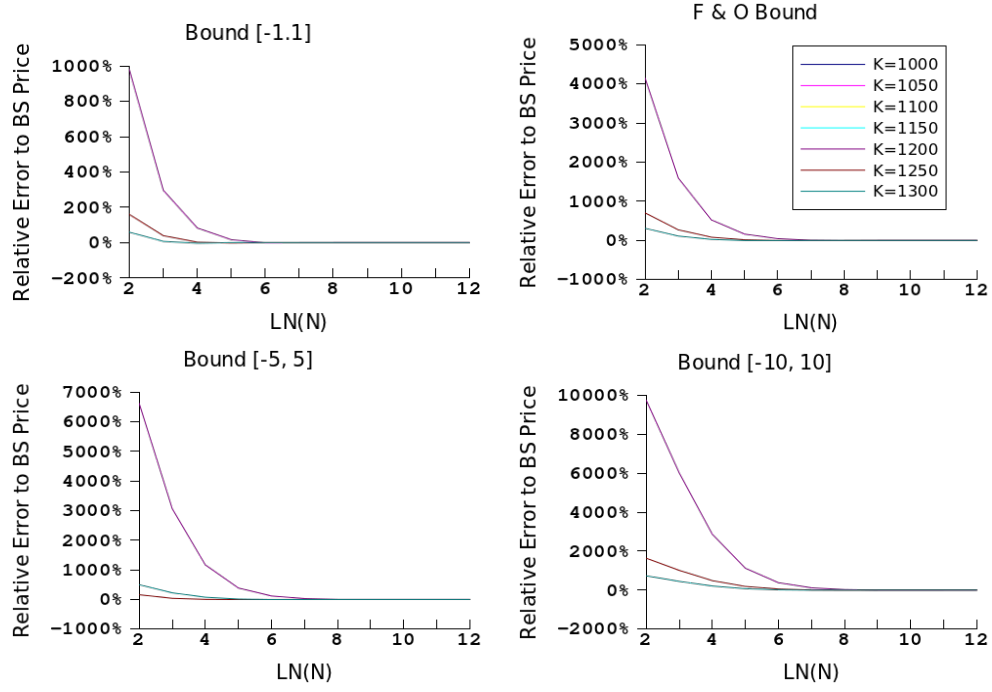 Bound [-1.1]
Relative Error to BS Price
1000%
800%
600%
400%
200%
0%
−200%
2 4 6 8 10 12
LN(N)
F & O Bound
Relative Error to BS Price
5000%
4000%
3000%
2000%
1000%
0%
−1000%
2 4 6 8 10 12
LN(N)
K=1000
K=1050
K=1100
K=1150
K=1200
K=1250
K=1300
Bound [-5, 5]
Relative Error to BS Price
7000%
6000%
5000%
4000%
3000%
2000%
1000%
0%
−1000%
2 4 6 8 10 12
LN(N)
Bound [-10, 10]
Relative Error to BS Price
10000%
8000%
6000%
4000%
2000%
0%
−2000%
2 4 6 8 10 12
LN(N)